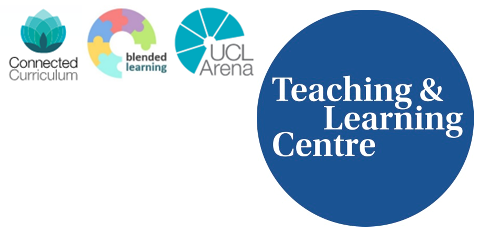 Connected
Curriculum
blended
learning
UCL
Arena
Teaching &
Learning
Centre